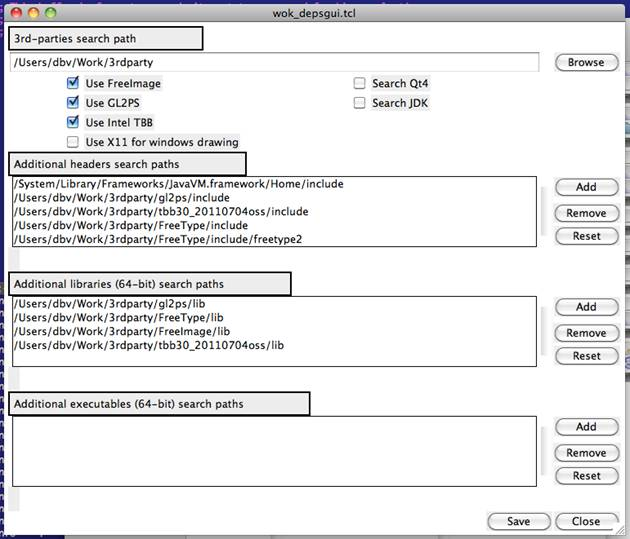 wok_depsgui.tcl
3rd-parties search path
/Users/dbv/Work/3rdparty
Browse
Use FreeImage
Search Qt4
Use GL2PS
Search JDK
Use Intel TBB
Use X11 for windows drawing
Additional headers search paths
/System/Library/Frameworks/JavaVM.framework/Home/include
/Users/dbv/Work/3rdparty/gl2ps/include
/Users/dbv/Work/3rdparty/tbb30_20110704oss/include
/Users/dbv/Work/3rdparty/FreeType/include
/Users/dbv/Work/3rdparty/FreeType/include/freetype2
Add
Remove
Reset
Additional libraries (64-bit) search paths
/Users/dbv/Work/3rdparty/gl2ps/lib
/Users/dbv/Work/3rdparty/FreeType/lib
/Users/dbv/Work/3rdparty/FreeImage/lib
/Users/dbv/Work/3rdparty/tbb30_20110704oss/lib
Add
Remove
Reset
Additional executables (64-bit) search paths
Add
Remove
Reset
Save
Close